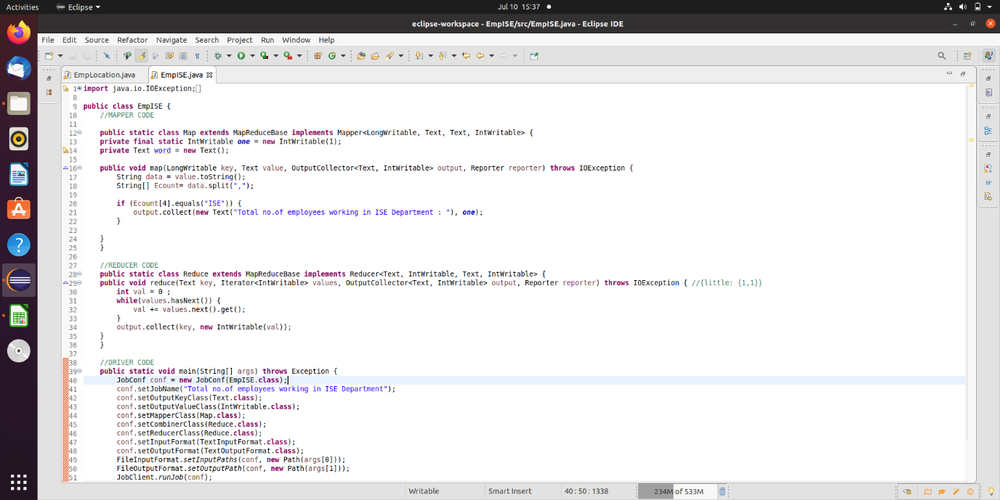 Activities
Eclipse
Jul 10 15:37
eclipse-workspace - EmpISE/src/EmpISE.java - Eclipse IDE
File Edit Source Refactor Navigate Search Project Run Window Help
EmpLocation.java
EmpISE.java
1 import java.io.IOException;
8
9 public class EmpISE {
10 //MAPPER CODE
11
12 public static class Map extends MapReduceBase implements Mapper<LongWritable, Text, Text, IntWritable> {
13 private final static IntWritable one = new IntWritable(1);
14 private Text word = new Text();
15
16 public void map(LongWritable key, Text value, OutputCollector<Text, IntWritable> output, Reporter reporter) throws IOException {
17 String data = value.toString();
18 String[] Ecount= data.split(",");
19
20 if (Ecount[4].equals("ISE")) {
21 output.collect(new Text("Total no.of employees working in ISE Department : "), one);
22 }
23
24 }
25 }
26
27 //REDUCER CODE
28 public static class Reduce extends MapReduceBase implements Reducer<Text, IntWritable, Text, IntWritable> {
29 public void reduce(Text key, Iterator<IntWritable> values, OutputCollector<Text, IntWritable> output, Reporter reporter) throws IOException { //{little: {1,1}}
30 int val = 0 ;
31 while(values.hasNext()) {
32 val += values.next().get();
33 }
34 output.collect(key, new IntWritable(val));
35 }
36 }
37
38 //DRIVER CODE
39 public static void main(String[] args) throws Exception {
40 JobConf conf = new JobConf(EmpISE.class);
41 conf.setJobName("Total no.of employees working in ISE Department");
42 conf.setOutputKeyClass(Text.class);
43 conf.setOutputValueClass(IntWritable.class);
44 conf.setMapperClass(Map.class);
45 conf.setCombinerClass(Reduce.class);
46 conf.setReducerClass(Reduce.class);
47 conf.setInputFormat(TextInputFormat.class);
48 conf.setOutputFormat(TextOutputFormat.class);
49 FileInputFormat.setInputPaths(conf, new Path(args[0]));
50 FileOutputFormat.setOutputPath(conf, new Path(args[1]));
51 JobClient.runJob(conf);
Writable
Smart Insert
40 : 50 : 1338
234M of 533M